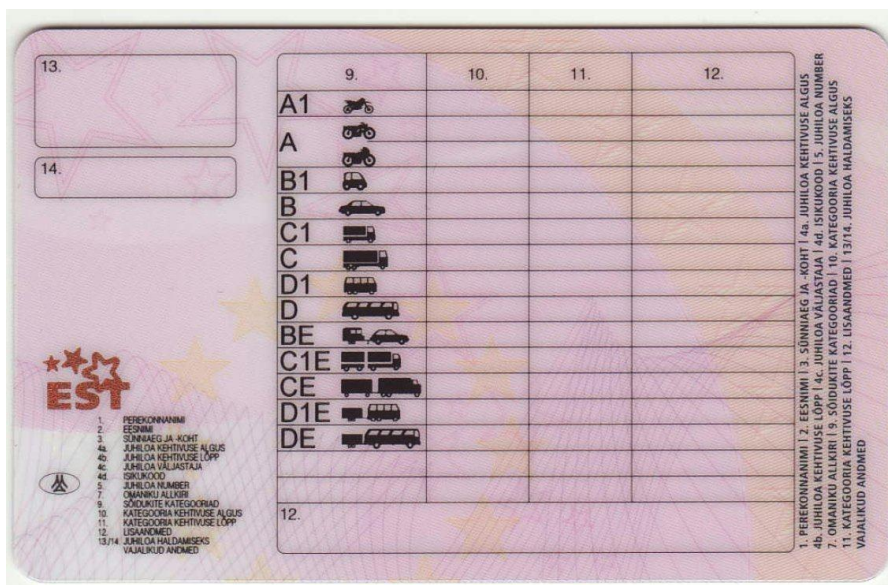 13.
14.
9. 10. 11. 12.
A1
A
B1
B
C1
C
D1
D
BE
C1E
CE
D1E
DE
12.
EST
1. PEREKONNANIMI
2. EESNIMI
3. SÜNNIAEG JA -KOHT
4a. JUHILOA KEHTIVUSE ALGUS
4b. JUHILOA KEHTIVUSE LÕPP
4c. JUHILOA VÄLJASTAJA
4d. ISIKUKOOD
5. JUHILOA NUMBER
7. OMANIKU ALLKIRI
9. SÕIDUKITE KATEGOORIAD
10. KATEGOORIA KEHTIVUSE ALGUS
11. KATEGOORIA KEHTIVUSE LÕPP
12. LISAANDMED
13/14 JUHILOA HALDAMISEKS
VAJALIKUD ANDMED
1. PEREKONNANIMI | 2. EESNIMI | 3. SÜNNIAEG JA -KOHT | 4a. JUHILOA KEHTIVUSE ALGUS
4b. JUHILOA KEHTIVUSE LÕPP | 4c. JUHILOA VÄLJASTAJA | 4d. ISIKUKOOD | 5. JUHILOA NUMBER
7. OMANIKU ALLKIRI | 9. SÕIDUKITE KATEGOORIAD | 10. KATEGOORIA KEHTIVUSE ALGUS
11. KATEGOORIA KEHTIVUSE LÕPP | 12. LISAANDMED | 13/14. JUHILOA HALDAMISEKS
VAJALIKUD ANDMED